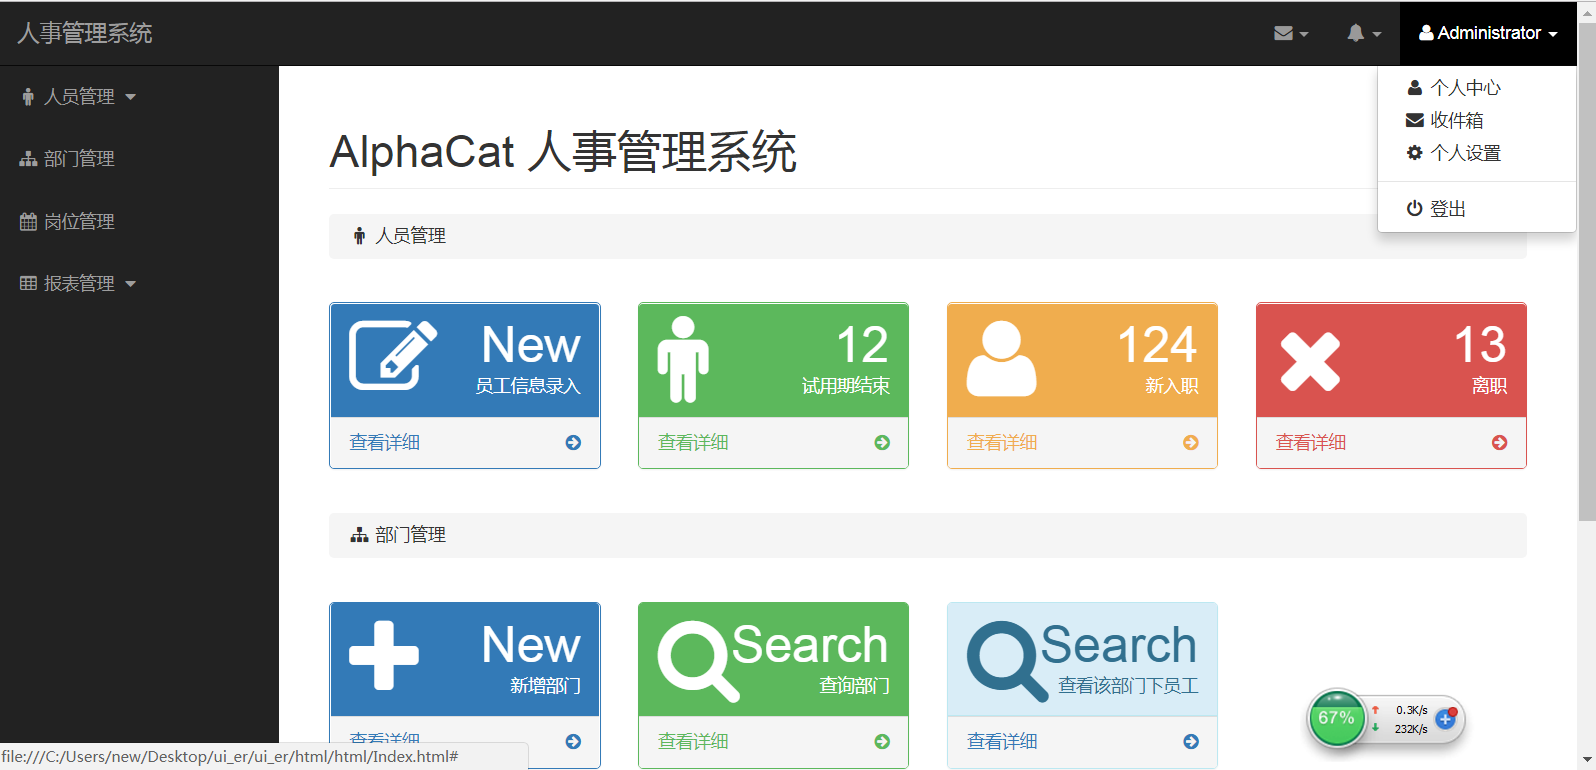 人事管理系统
Administrator
人员管理
部门管理
岗位管理
报表管理
个人中心
收件箱
个人设置
登出
AlphaCat 人事管理系统
人员管理
New
员工信息录入
查看详细
12
试用期结束
查看详细
124
新入职
查看详细
13
离职
查看详细
部门管理
New
新增部门
查看详细
Search
查询部门
查看详细
Search
查看该部门下员工
查看详细
67%
0.3K/s
232K/s
file:///C:/Users/new/Desktop/ui_er/ui_er/html/html/Index.html#